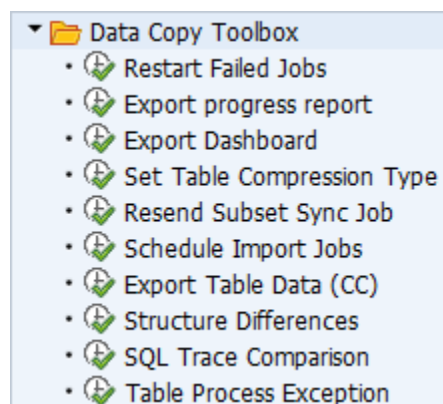 Data Copy Toolbox
Restart Failed Jobs
Export progress report
Export Dashboard
Set Table Compression Type
Resend Subset Sync Job
Schedule Import Jobs
Export Table Data (CC)
Structure Differences
SQL Trace Comparison
Table Process Exception